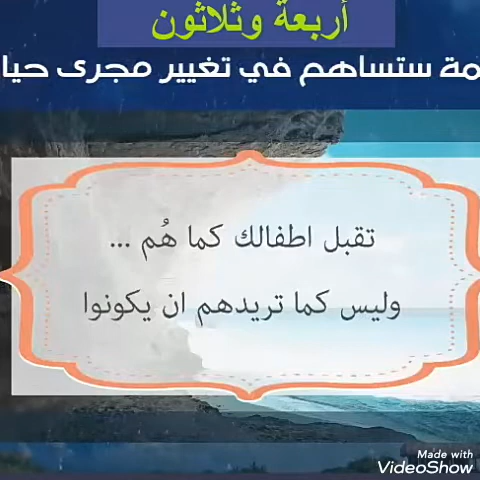 أربعة وثلاثون
ستساهم في تغيير مجرى
تقبل اطفالك كما هُم ...
وليس كما تريدهم ان يكونوا
Made with
VideoShow